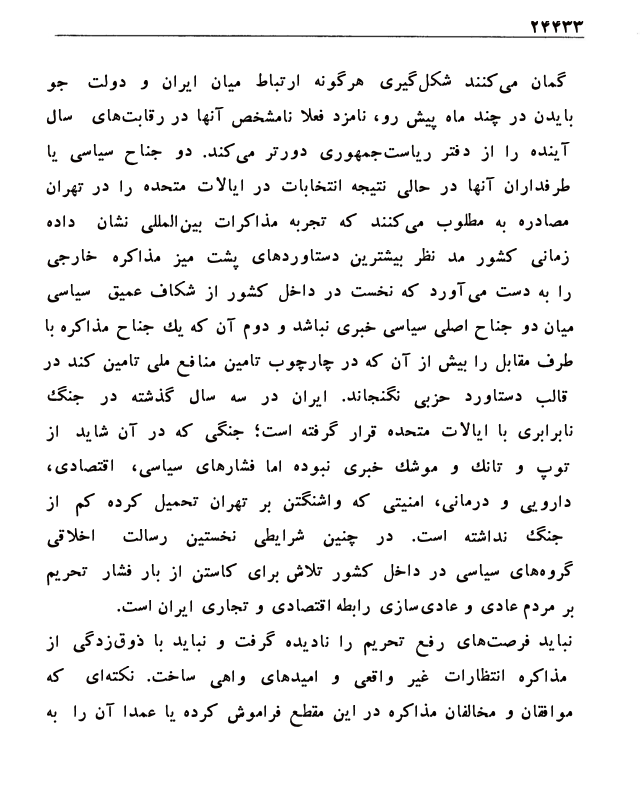 ۲۴۴۳۳
گمان می‌کنند شکل‌گیری هرگونه ارتباط میان ایران و دولت جو
بایدن در چند ماه پیش رو، نامزد فعلا نامشخص آنها در رقابت‌های سال
آینده را از دفتر ریاست‌جمهوری دورتر می‌کند. دو جناح سیاسی یا
طرفداران آنها در حالی نتیجه انتخابات در ایالات متحده را در تهران
مصادره به مطلوب می‌کنند که تجربه مذاکرات بین‌المللی نشان داده
زمانی کشور مد نظر بیشترین دستاوردهای پشت میز مذاکره خارجی
را به دست می‌آورد که نخست در داخل کشور از شکاف عمیق سیاسی
میان دو جناح اصلی سیاسی خبری نباشد و دوم آن که یك جناح مذاکره با
طرف مقابل را بیش از آن که در چارچوب تامین منافع ملی تامین کند در
قالب دستاورد حزبی نگنجاند. ایران در سه سال گذشته در جنگ
نابرابری با ایالات متحده قرار گرفته است؛ جنگی که در آن شاید از
توپ و تانك و موشك خبری نبوده اما فشارهای سیاسی، اقتصادی،
دارویی و درمانی، امنیتی که واشنگتن بر تهران تحمیل کرده کم از
جنگ نداشته است. در چنین شرایطی نخستین رسالت اخلاقی
گروه‌های سیاسی در داخل کشور تلاش برای کاستن از بار فشار تحریم
بر مردم عادی و عادی‌سازی رابطه اقتصادی و تجاری ایران است.
نباید فرصت‌های رفع تحریم را نادیده گرفت و نباید با ذوق‌زدگی از
مذاکره انتظارات غیر واقعی و امیدهای واهی ساخت. نکته‌ای که
موافقان و مخالفان مذاکره در این مقطع فراموش کرده یا عمدا آن را به